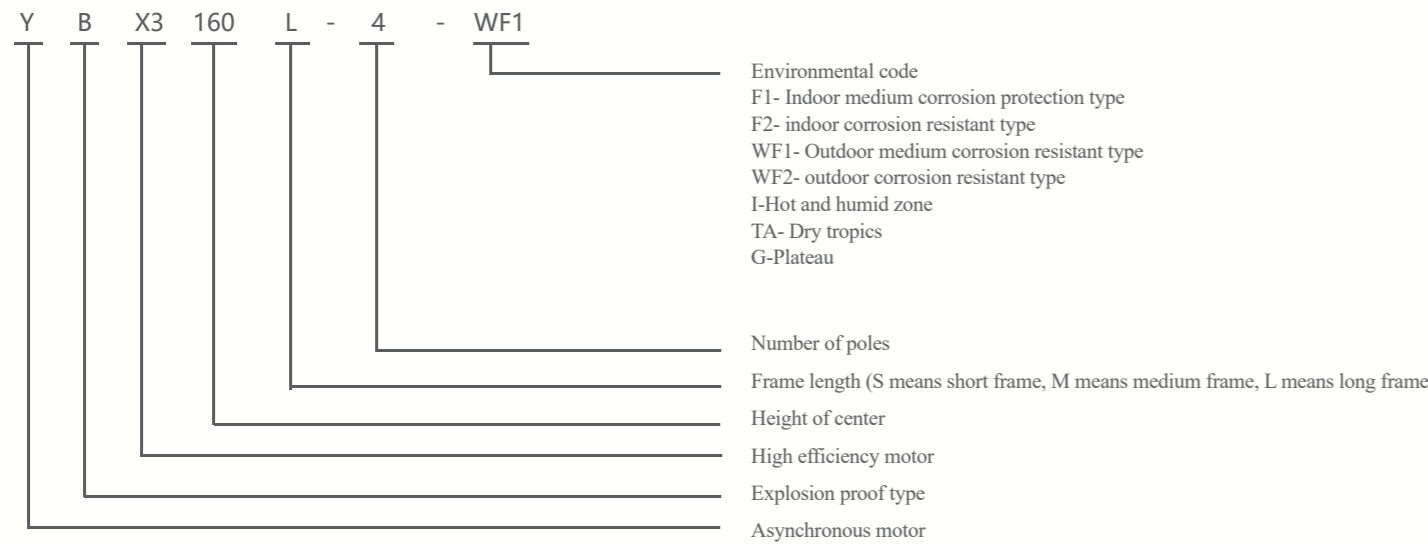 Y B X3 160 L - 4 - WF1
Environmental code
F1- Indoor medium corrosion protection type
F2- indoor corrosion resistant type
WF1- Outdoor medium corrosion resistant type
WF2- outdoor corrosion resistant type
I-Hot and humid zone
TA- Dry tropics
G-Plateau
Number of poles
Frame length (S means short frame, M means medium frame, L means long frame
Height of center
High efficiency motor
Explosion proof type
Asynchronous motor